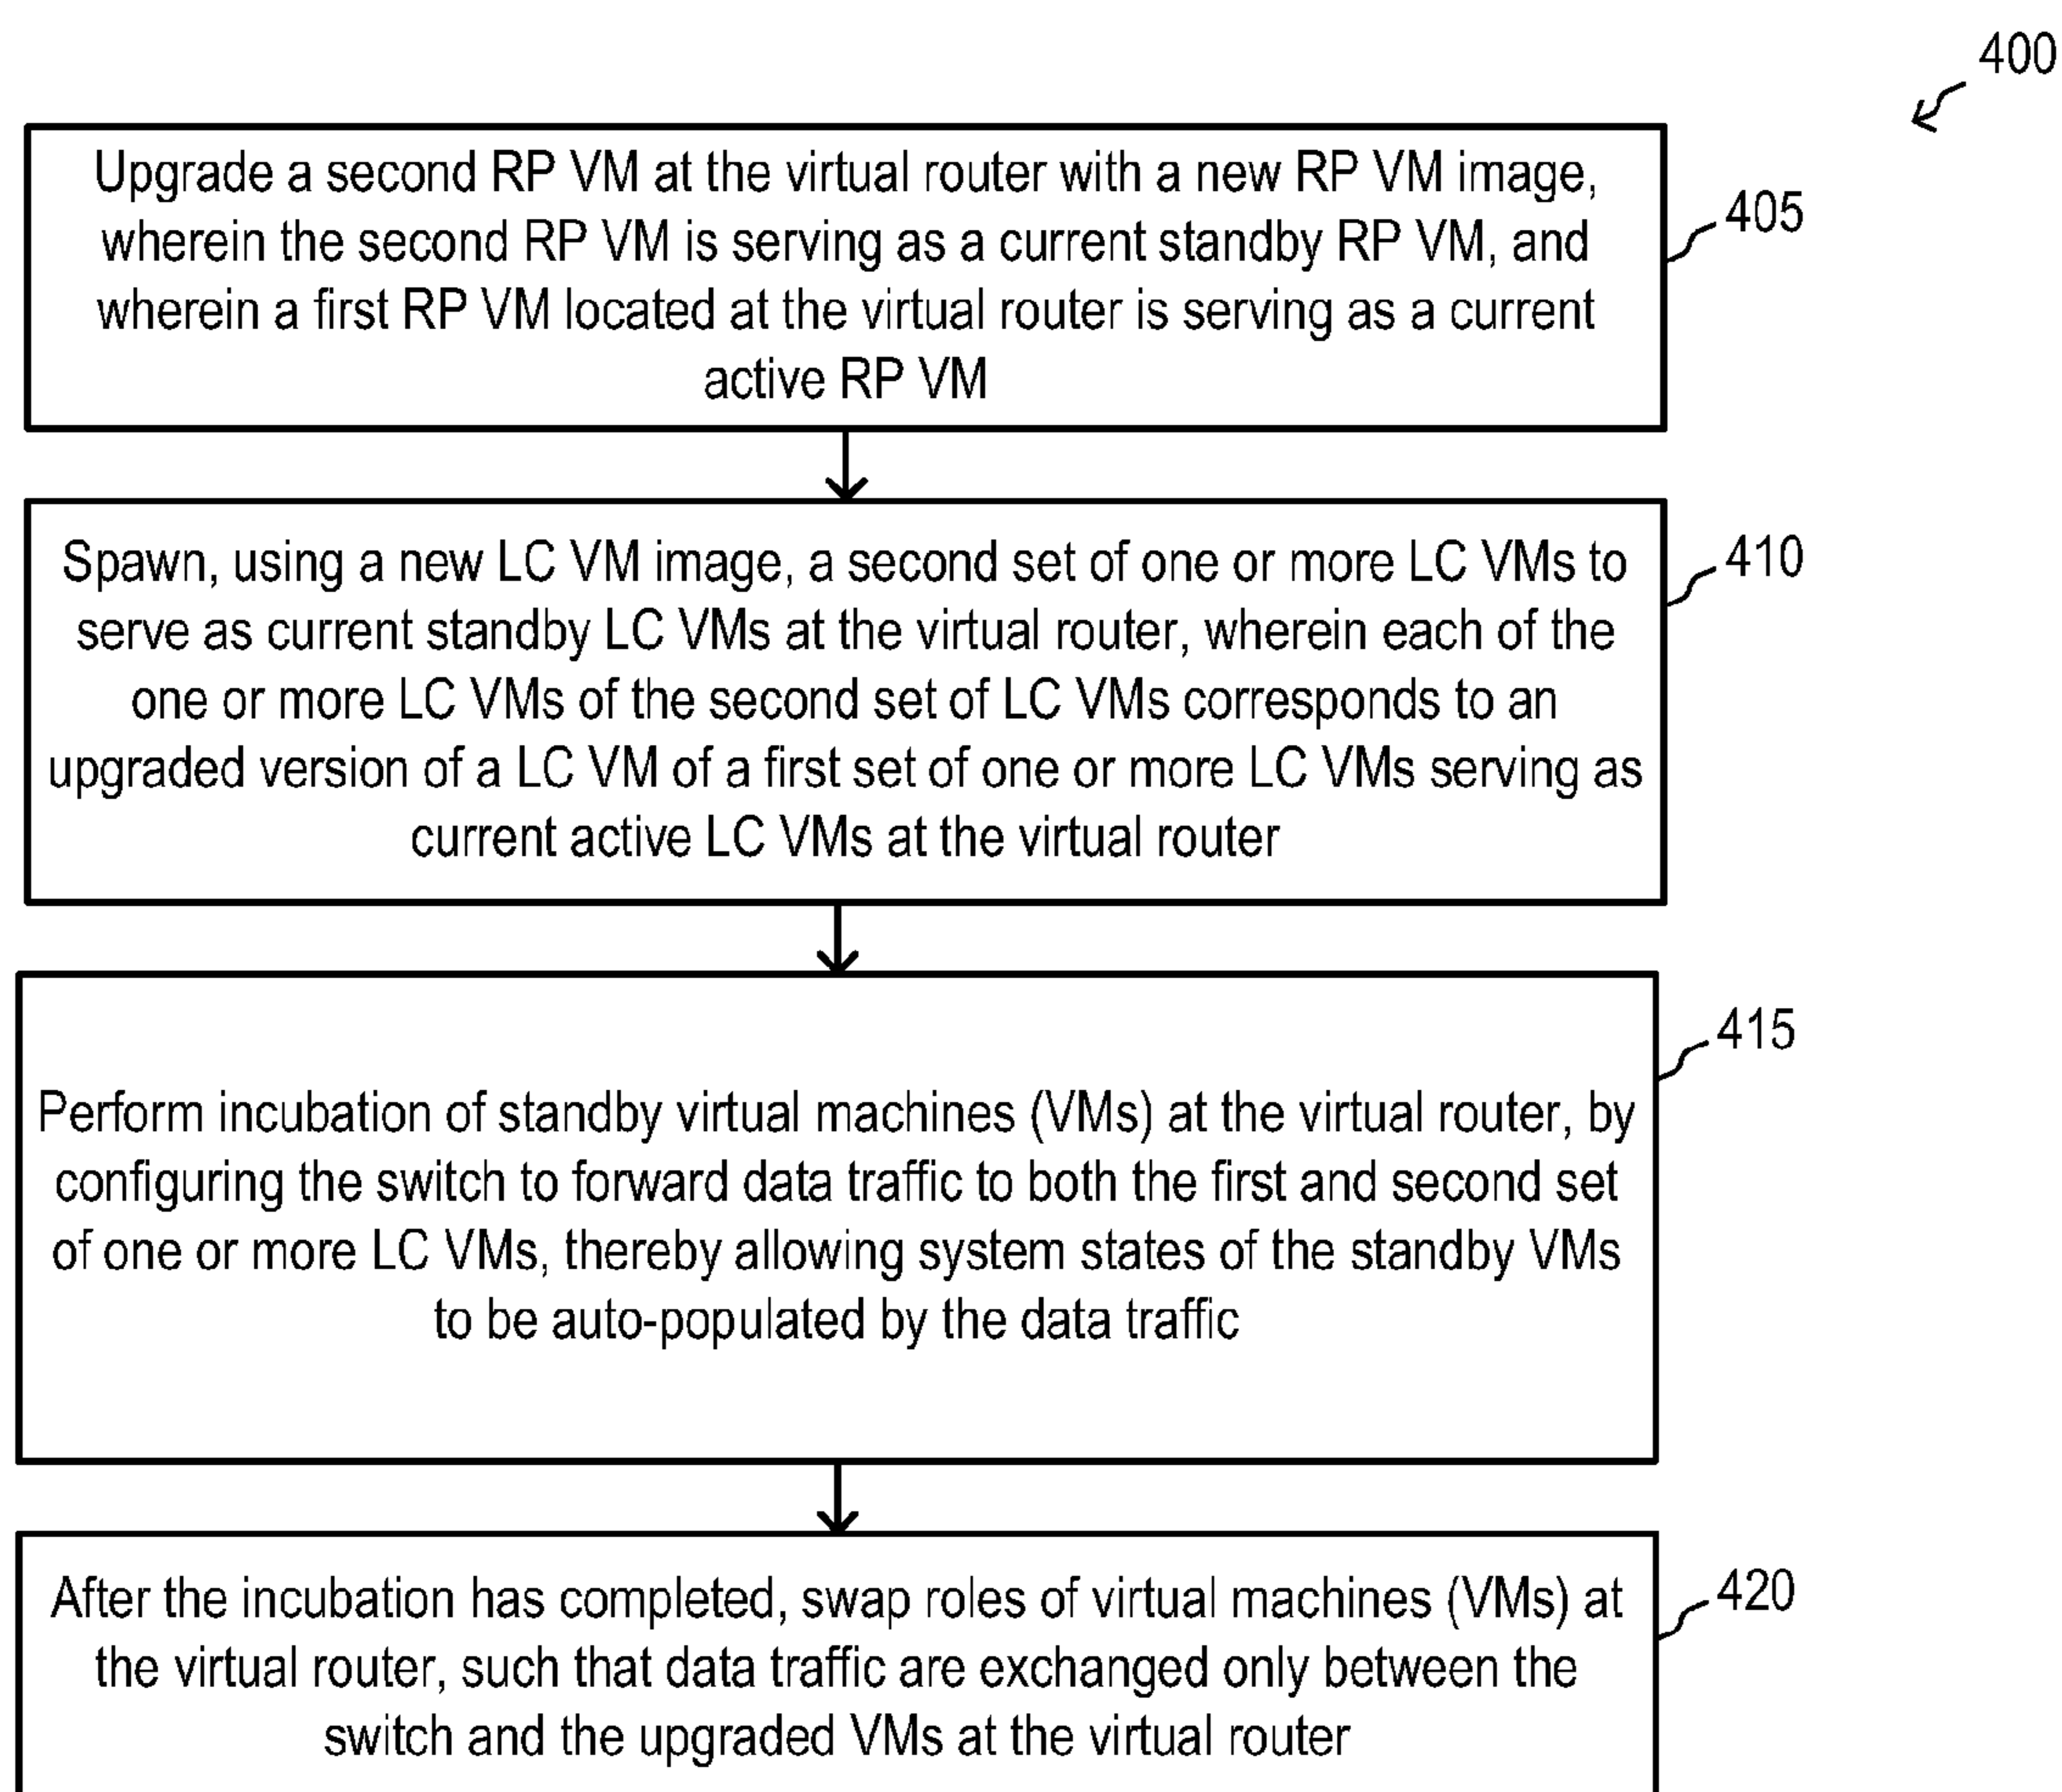 400
Upgrade a second RP VM at the virtual router with a new RP VM image,
wherein the second RP VM is serving as a current standby RP VM, and
wherein a first RP VM located at the virtual router is serving as a current
active RP VM
405
Spawn, using a new LC VM image, a second set of one or more LC VMs to
serve as current standby LC VMs at the virtual router, wherein each of the
one or more LC VMs of the second set of LC VMs corresponds to an
upgraded version of a LC VM of a first set of one or more LC VMs serving as
current active LC VMs at the virtual router
410
Perform incubation of standby virtual machines (VMs) at the virtual router, by
configuring the switch to forward data traffic to both the first and second set
of one or more LC VMs, thereby allowing system states of the standby VMs
to be auto-populated by the data traffic
415
After the incubation has completed, swap roles of virtual machines (VMs) at
the virtual router, such that data traffic are exchanged only between the
switch and the upgraded VMs at the virtual router
420